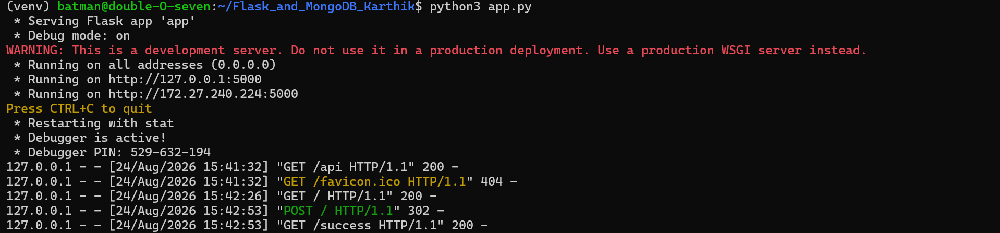 (venv) batman@double-O-seven:~/Flask_and_MongoDB_Karthik$ python3 app.py
 * Serving Flask app 'app'
 * Debug mode: on
WARNING: This is a development server. Do not use it in a production deployment. Use a production WSGI server instead.
 * Running on all addresses (0.0.0.0)
 * Running on http://127.0.0.1:5000
 * Running on http://172.27.240.224:5000
Press CTRL+C to quit
 * Restarting with stat
 * Debugger is active!
 * Debugger PIN: 529-632-194
127.0.0.1 - - [24/Aug/2026 15:41:32] "GET /api HTTP/1.1" 200 -
127.0.0.1 - - [24/Aug/2026 15:41:32] "GET /favicon.ico HTTP/1.1" 404 -
127.0.0.1 - - [24/Aug/2026 15:42:26] "GET / HTTP/1.1" 200 -
127.0.0.1 - - [24/Aug/2026 15:42:53] "POST / HTTP/1.1" 302 -
127.0.0.1 - - [24/Aug/2026 15:42:53] "GET /success HTTP/1.1" 200 -